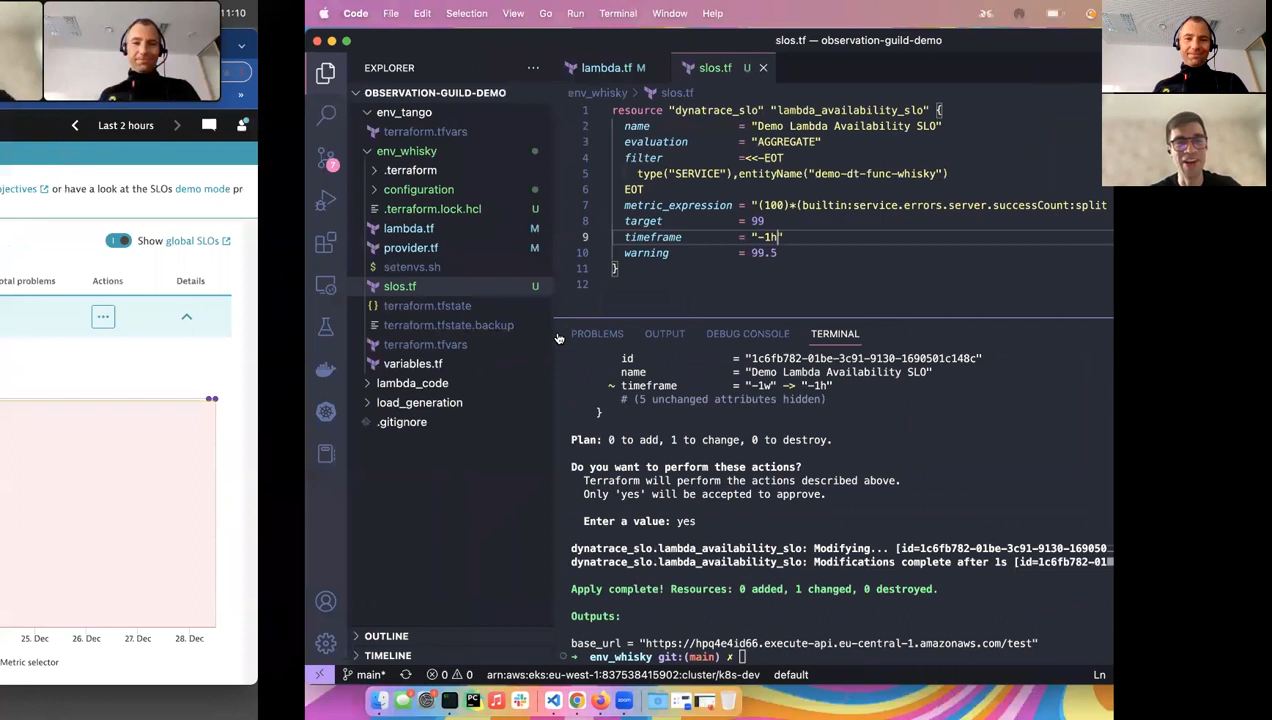 11:10
Last 2 hours
ojectives or have a look at the SLOs demo mode pr
Show global SLOs
otal problems Actions Details
25. Dec 26. Dec 27. Dec 28. Dec
Metric selector
Code File Edit Selection View Go Run Terminal Window Help
slos.tf — observation-guild-demo
EXPLORER
OBSERVATION-GUILD-DEMO
env_tango
terraform.tfvars
env_whisky
.terraform
configuration
.terraform.lock.hcl U
lambda.tf M
provider.tf M
$ setenvs.sh
slos.tf U
{} terraform.tfstate
terraform.tfstate.backup
terraform.tfvars
variables.tf
lambda_code
load_generation
.gitignore
OUTLINE
TIMELINE
7
lambda.tf M slos.tf U
env_whisky > slos.tf
1 resource "dynatrace_slo" "lambda_availability_slo" {
2 name = "Demo Lambda Availability SLO"
3 evaluation = "AGGREGATE"
4 filter =<<-EOT
5 type("SERVICE"),entityName("demo-dt-func-whisky")
6 EOT
7 metric_expression = "(100)*(builtin:service.errors.server.successCount:split
8 target = 99
9 timeframe = "-1h"
10 warning = 99.5
11 }
12
PROBLEMS OUTPUT DEBUG CONSOLE TERMINAL
id = "1c6fb782-01be-3c91-9130-1690501c148c"
name = "Demo Lambda Availability SLO"
~ timeframe = "-1w" -> "-1h"
# (5 unchanged attributes hidden)
}
Plan: 0 to add, 1 to change, 0 to destroy.
Do you want to perform these actions?
Terraform will perform the actions described above.
Only 'yes' will be accepted to approve.
Enter a value: yes
dynatrace_slo.lambda_availability_slo: Modifying... [id=1c6fb782-01be-3c91-9130-169050
dynatrace_slo.lambda_availability_slo: Modifications complete after 1s [id=1c6fb782-01
Apply complete! Resources: 0 added, 1 changed, 0 destroyed.
Outputs:
base_url = "https://hpq4e4id66.execute-api.eu-central-1.amazonaws.com/test"
➜ env_whisky git:(main) ✗
main* 0 0 arn:aws:eks:eu-west-1:837538415902:cluster/k8s-dev default Ln